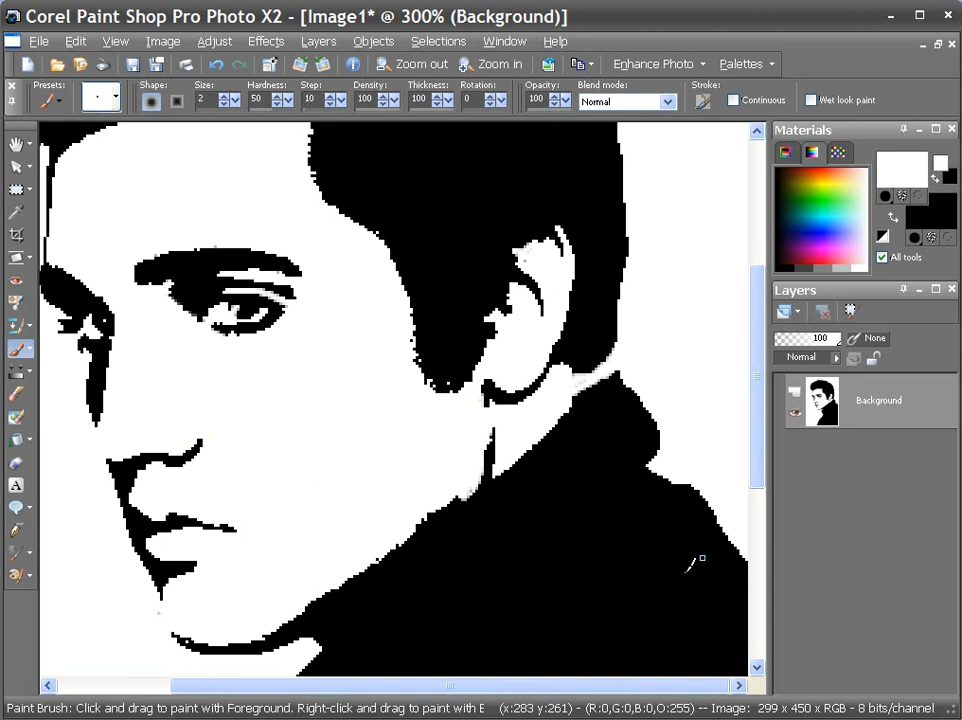 Corel Paint Shop Pro Photo X2 - [Image1* @ 300% (Background)]
File Edit View Image Adjust Effects Layers Objects Selections Window Help
Zoom out Zoom in Enhance Photo Palettes
Presets: Shape: Size: Hardness: Step: Density: Thickness: Rotation: Opacity: Blend mode: Stroke:
2 50 10 100 100 0 100 Normal Continuous Wet look paint
Materials
All tools
Layers
100 None
Normal
Background
A
Paint Brush: Click and drag to paint with Foreground. Right-click and drag to paint with E (x:283 y:261) - (R:0,G:0,B:0,O:255) -- Image: 299 x 450 x RGB - 8 bits/channel